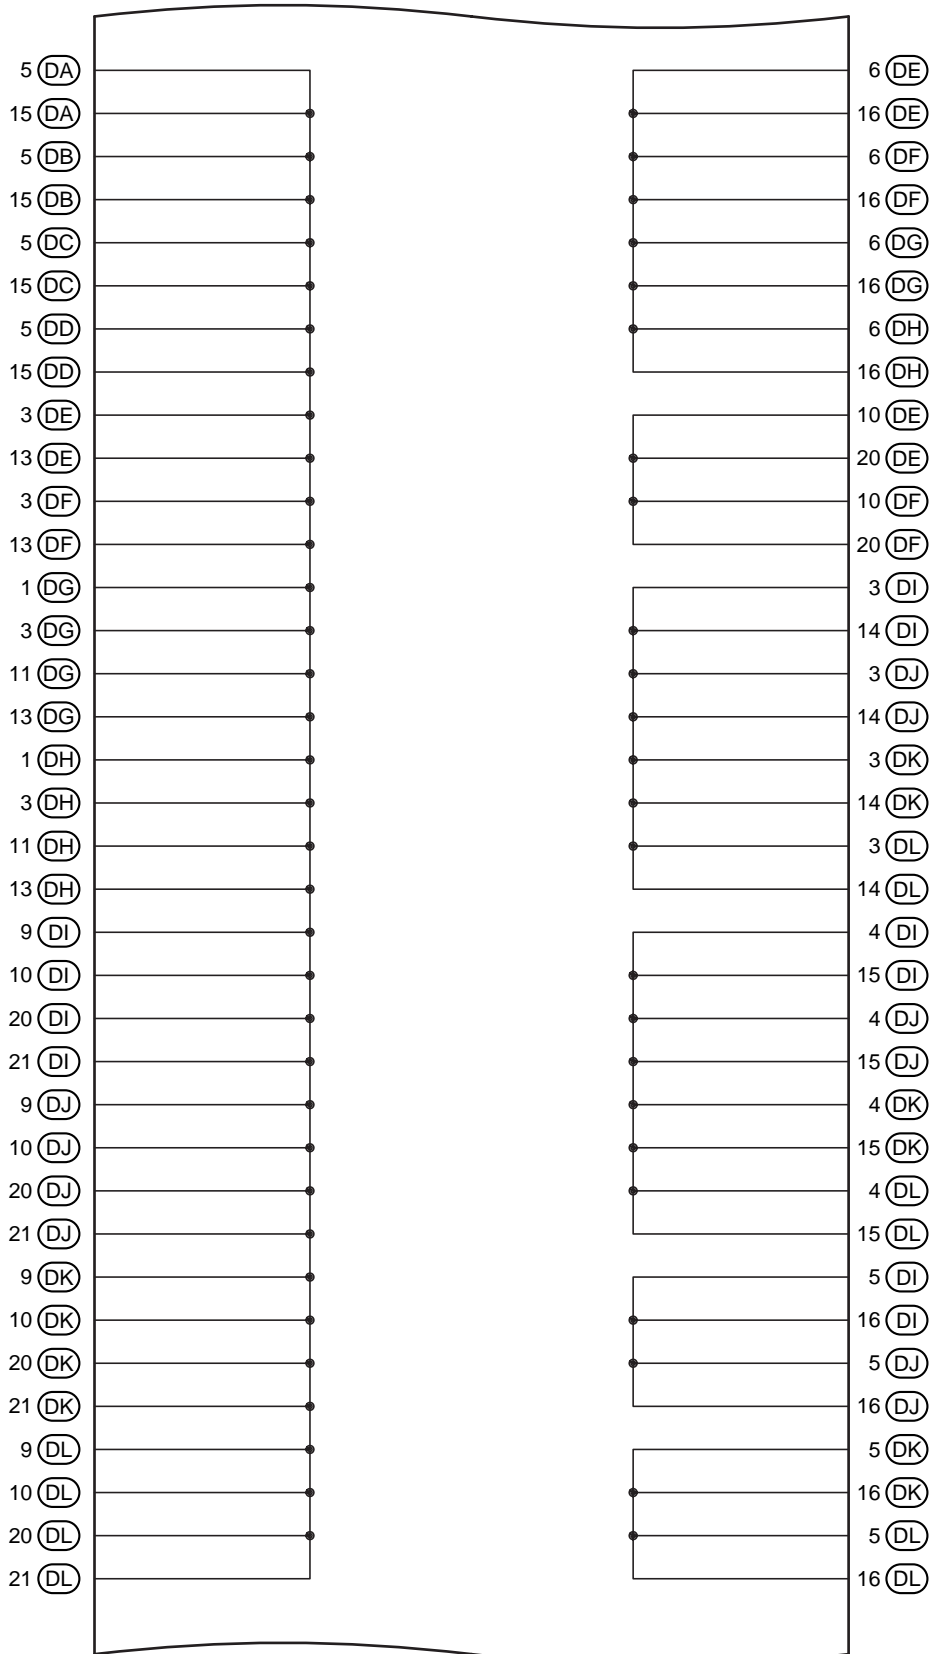 5 DA 6 DE
15 DA 16 DE
5 DB 6 DF
15 DB 16 DF
5 DC 6 DG
15 DC 16 DG
5 DD 6 DH
15 DD 16 DH
3 DE 10 DE
13 DE 20 DE
3 DF 10 DF
13 DF 20 DF
1 DG 3 DI
3 DG 14 DI
11 DG 3 DJ
13 DG 14 DJ
1 DH 3 DK
3 DH 14 DK
11 DH 3 DL
13 DH 14 DL
9 DI 4 DI
10 DI 15 DI
20 DI 4 DJ
21 DI 15 DJ
9 DJ 4 DK
10 DJ 15 DK
20 DJ 4 DL
21 DJ 15 DL
9 DK 5 DI
10 DK 16 DI
20 DK 5 DJ
21 DK 16 DJ
9 DL 5 DK
10 DL 16 DK
20 DL 5 DL
21 DL 16 DL